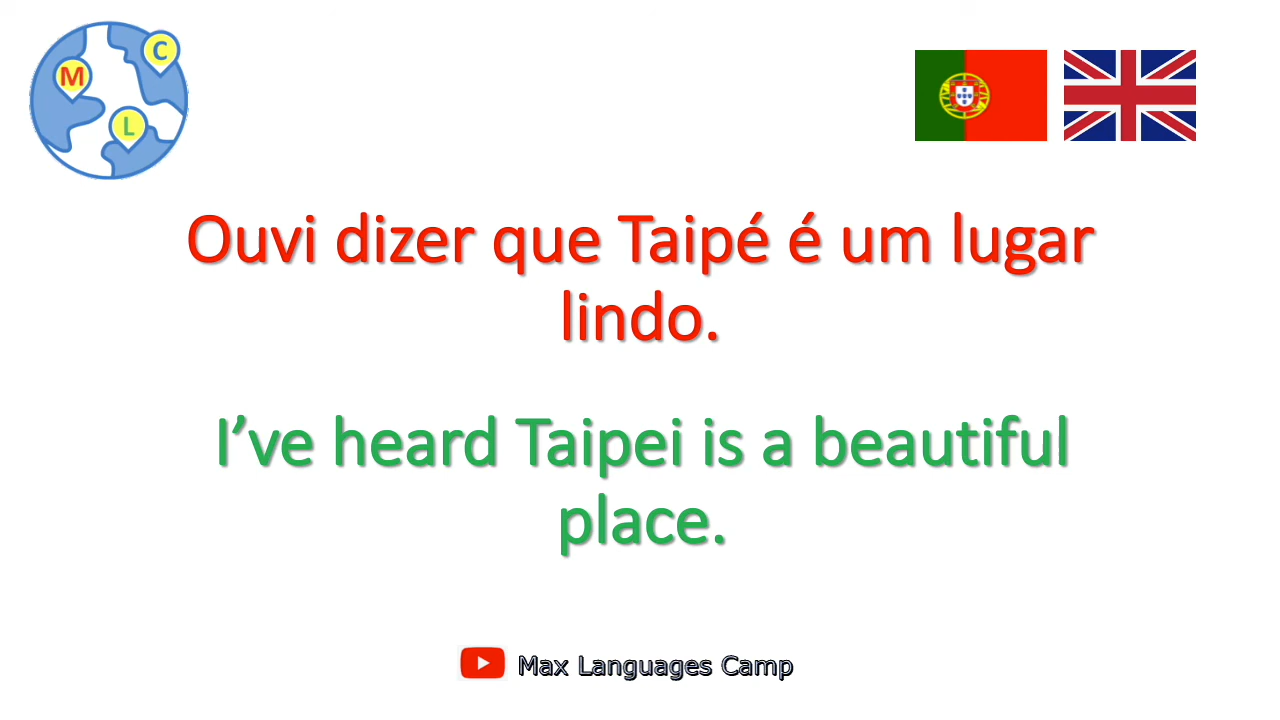 C
M
L
Ouvi dizer que Taipé é um lugar
lindo.
I’ve heard Taipei is a beautiful
place.
Max Languages Camp